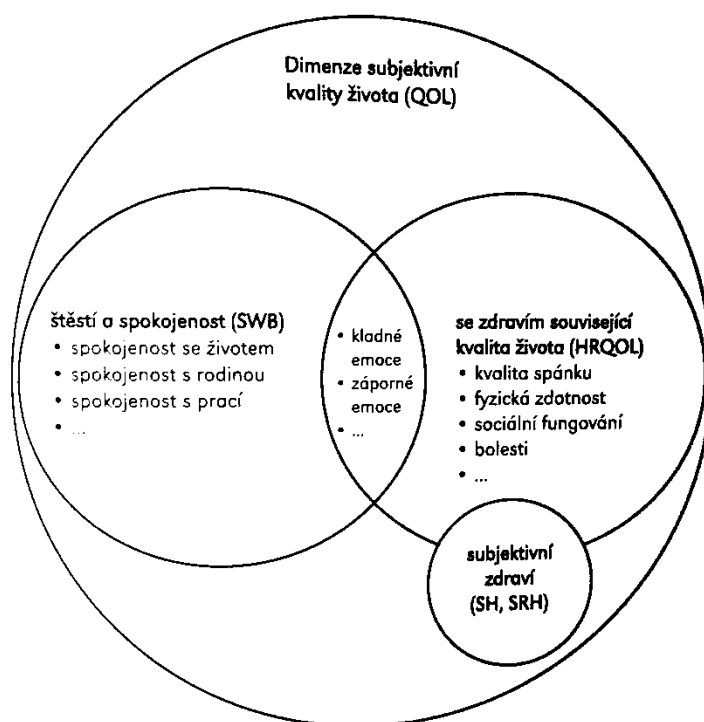 Dimenze subjektivní
kvality života (QOL)
štěstí a spokojenost (SWB)
• spokojenost se životem
• spokojenost s rodinou
• spokojenost s prací
• ...
• kladné
emoce
• záporné
emoce
• ...
se zdravím související
kvalita života (HRQOL)
• kvalita spánku
• fyzická zdatnost
• sociální fungování
• bolesti
• ...
subjektivní
zdraví
(SH, SRH)